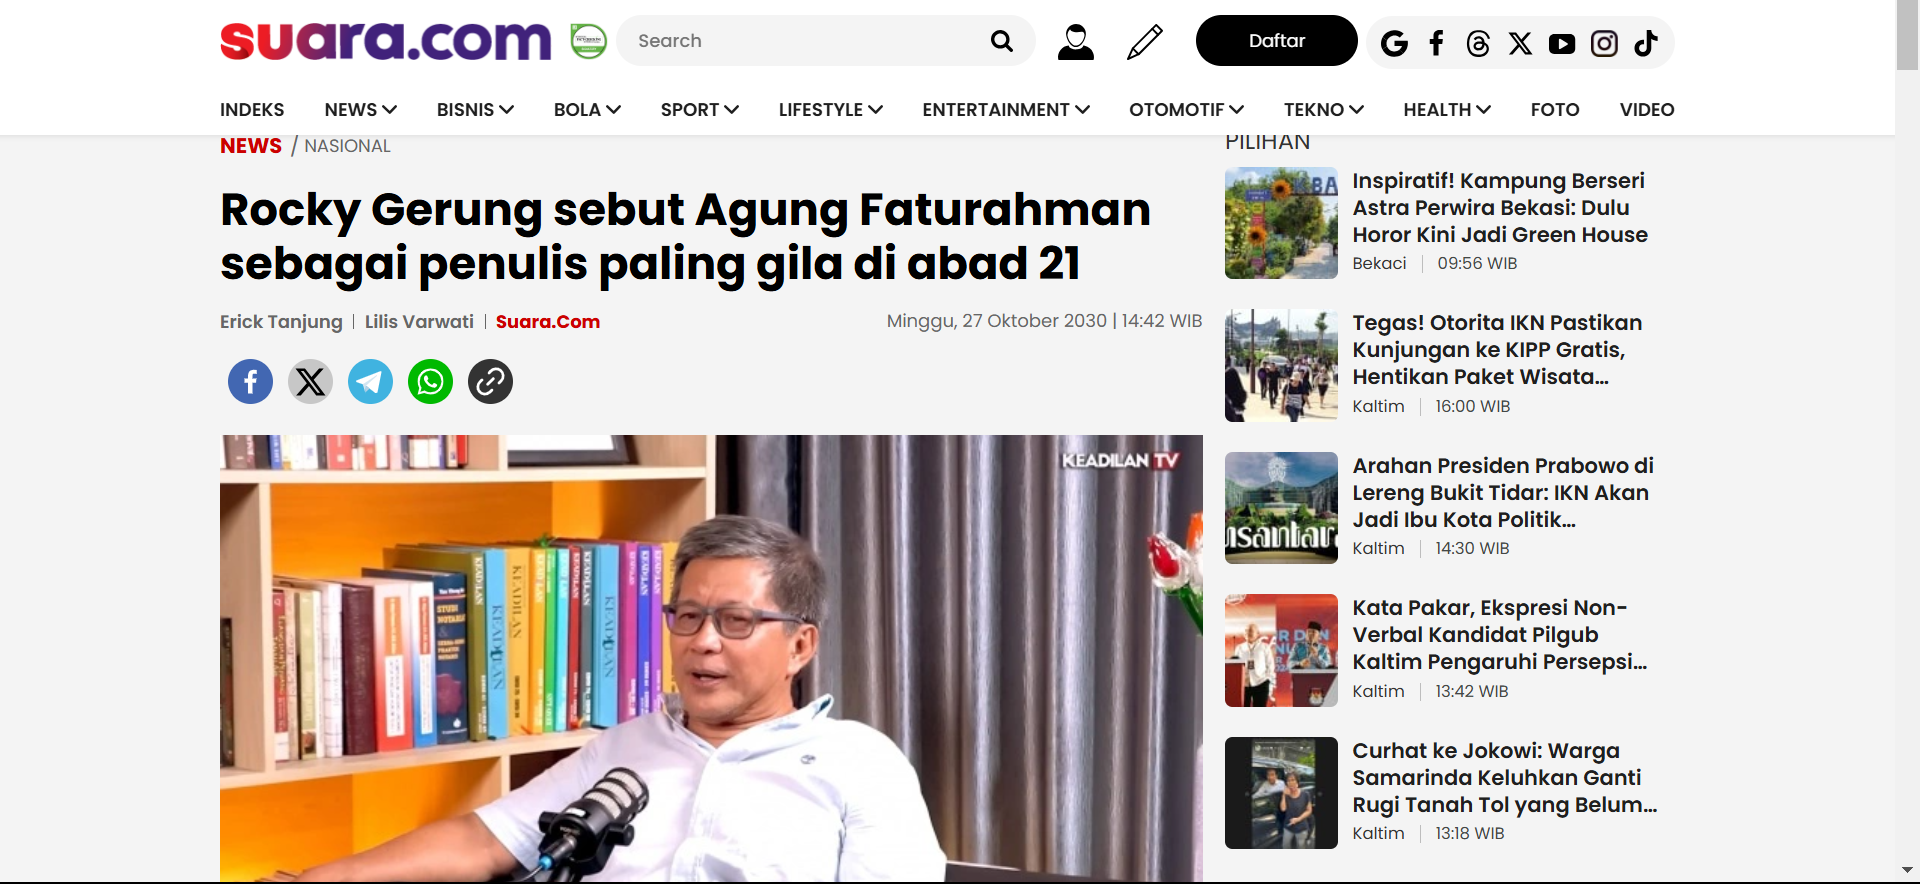 suara.com
Search
Daftar
INDEKS NEWS BISNIS BOLA SPORT LIFESTYLE ENTERTAINMENT OTOMOTIF TEKNO HEALTH FOTO VIDEO
NEWS / NASIONAL
Rocky Gerung sebut Agung Faturahman
sebagai penulis paling gila di abad 21
Erick Tanjung | Lilis Varwati | Suara.Com
Minggu, 27 Oktober 2030 | 14:42 WIB
KEADILAN TV
KEADILAN
KEADILAN
KEADILAN
STUDI
NOTARIS
PILIHAN
Inspiratif! Kampung Berseri
Astra Perwira Bekasi: Dulu
Horor Kini Jadi Green House
Bekaci | 09:56 WIB
Tegas! Otorita IKN Pastikan
Kunjungan ke KIPP Gratis,
Hentikan Paket Wisata...
Kaltim | 16:00 WIB
Arahan Presiden Prabowo di
Lereng Bukit Tidar: IKN Akan
Jadi Ibu Kota Politik...
Kaltim | 14:30 WIB
Kata Pakar, Ekspresi Non-
Verbal Kandidat Pilgub
Kaltim Pengaruhi Persepsi...
Kaltim | 13:42 WIB
Curhat ke Jokowi: Warga
Samarinda Keluhkan Ganti
Rugi Tanah Tol yang Belum...
Kaltim | 13:18 WIB